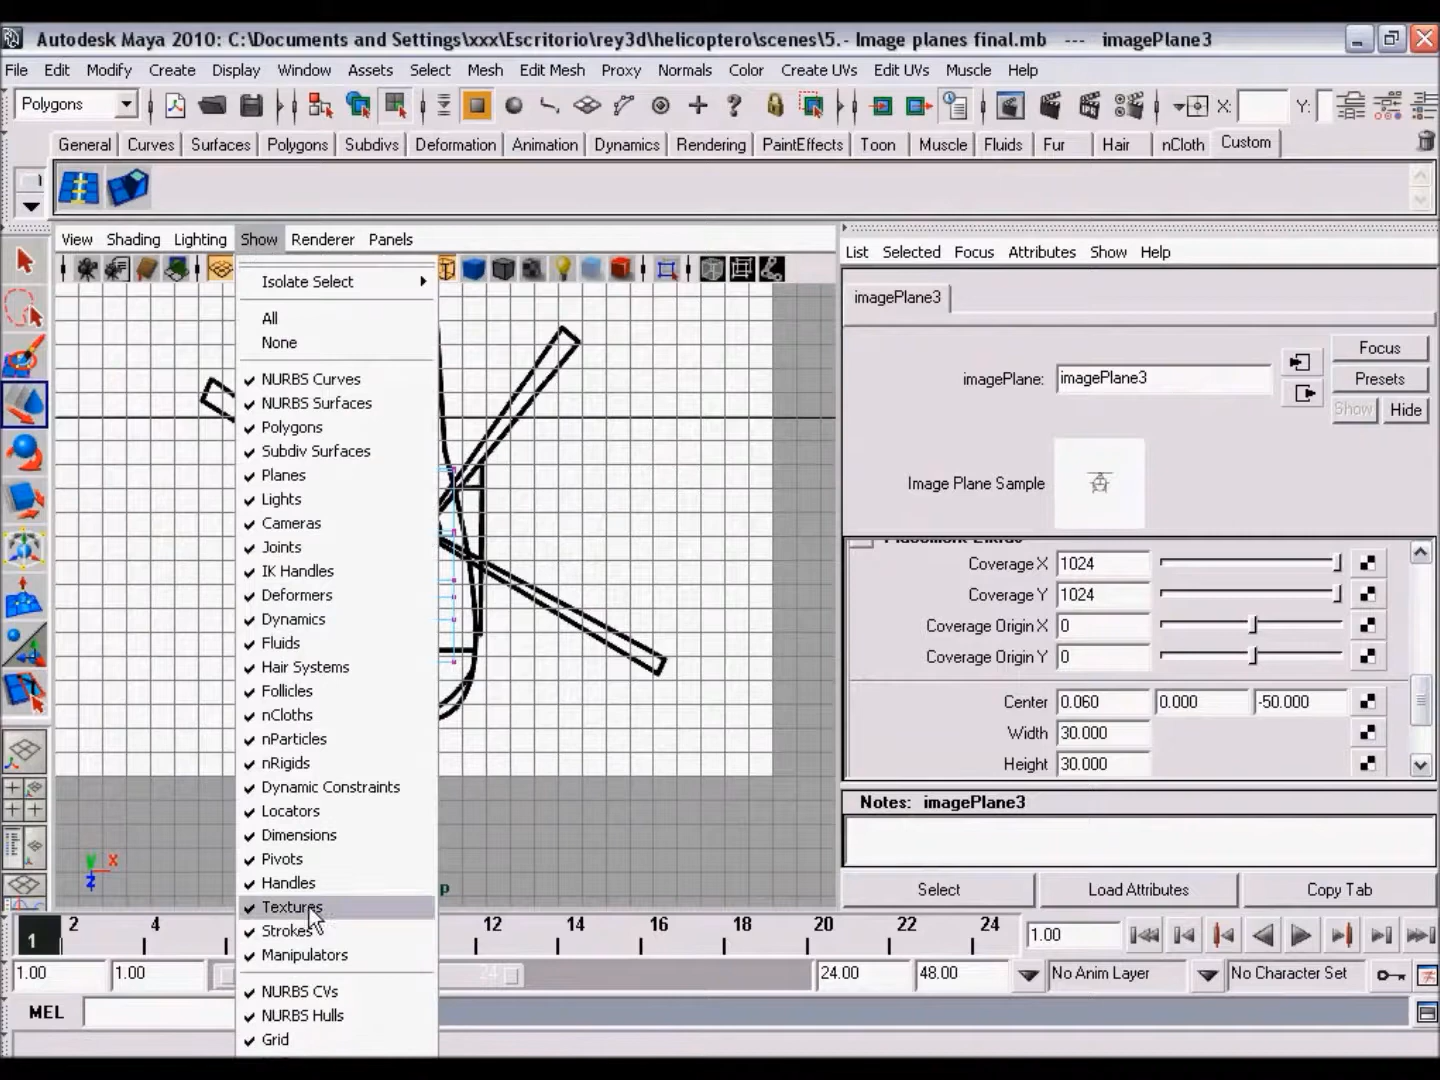 Autodesk Maya 2010: C:\Documents and Settings\xxx\Escritorio\rey3d\helicoptero\scenes\5.- Image planes final.mb --- imagePlane3
File Edit Modify Create Display Window Assets Select Mesh Edit Mesh Proxy Normals Color Create UVs Edit UVs Muscle Help
Polygons X: Y:
General Curves Surfaces Polygons Subdivs Deformation Animation Dynamics Rendering PaintEffects Toon Muscle Fluids Fur Hair nCloth Custom
View Shading Lighting Show Renderer Panels
List Selected Focus Attributes Show Help
Isolate Select
All
None
NURBS Curves
NURBS Surfaces
Polygons
Subdiv Surfaces
Planes
Lights
Cameras
Joints
IK Handles
Deformers
Dynamics
Fluids
Hair Systems
Follicles
nCloths
nParticles
nRigids
Dynamic Constraints
Locators
Dimensions
Pivots
Handles
Textures
Strokes
Manipulators
NURBS CVs
NURBS Hulls
Grid
y x
z
p
imagePlane3
imagePlane: imagePlane3
Focus
Presets
Show Hide
Image Plane Sample
Coverage X 1024
Coverage Y 1024
Coverage Origin X 0
Coverage Origin Y 0
Center 0.060 0.000 -50.000
Width 30.000
Height 30.000
Notes: imagePlane3
Select Load Attributes Copy Tab
1 2 4 12 14 16 18 20 22 24 1.00
1.00 1.00 24 24.00 48.00 No Anim Layer No Character Set
MEL